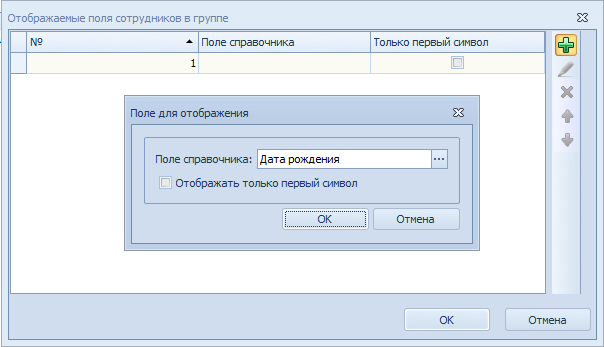 Отображаемые поля сотрудников в группе
№ Поле справочника Только первый символ
1
Поле для отображения
Поле справочника: Дата рождения ...
Отображать только первый символ
OK Отмена
OK Отмена